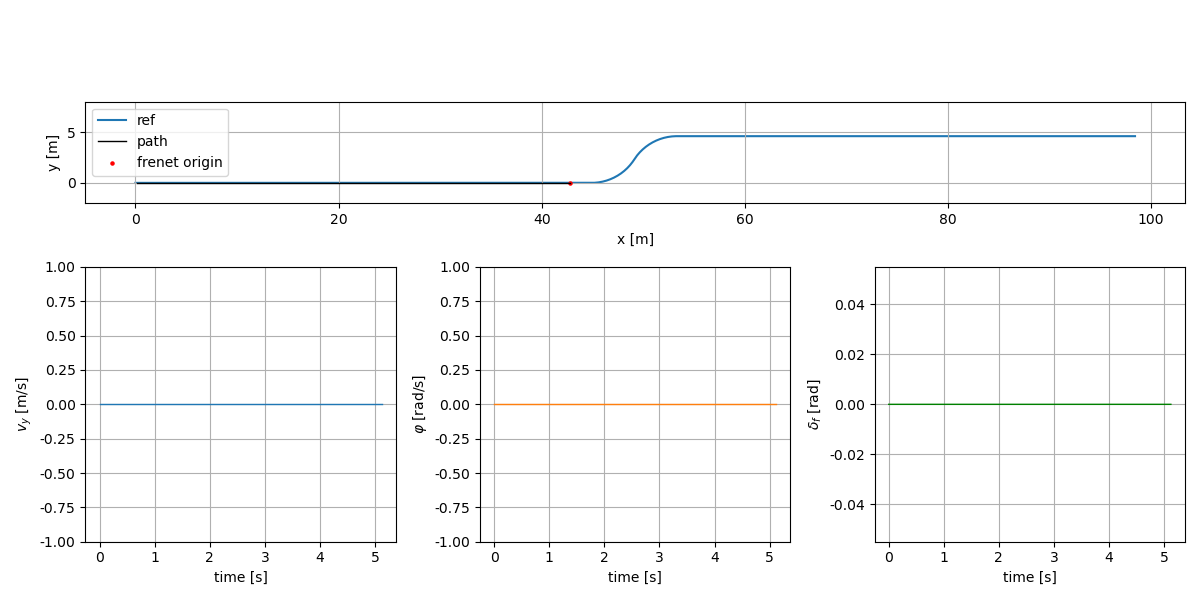 ref
path
frenet origin
y [m]
5
0
0 20 40 60 80 100
x [m]
1.00
0.75
0.50
0.25
0.00
-0.25
-0.50
-0.75
-1.00
v_y [m/s]
0 1 2 3 4 5
time [s]
1.00
0.75
0.50
0.25
0.00
-0.25
-0.50
-0.75
-1.00
φ [rad/s]
0 1 2 3 4 5
time [s]
0.04
0.02
0.00
-0.02
-0.04
δ_f [rad]
0 1 2 3 4 5
time [s]